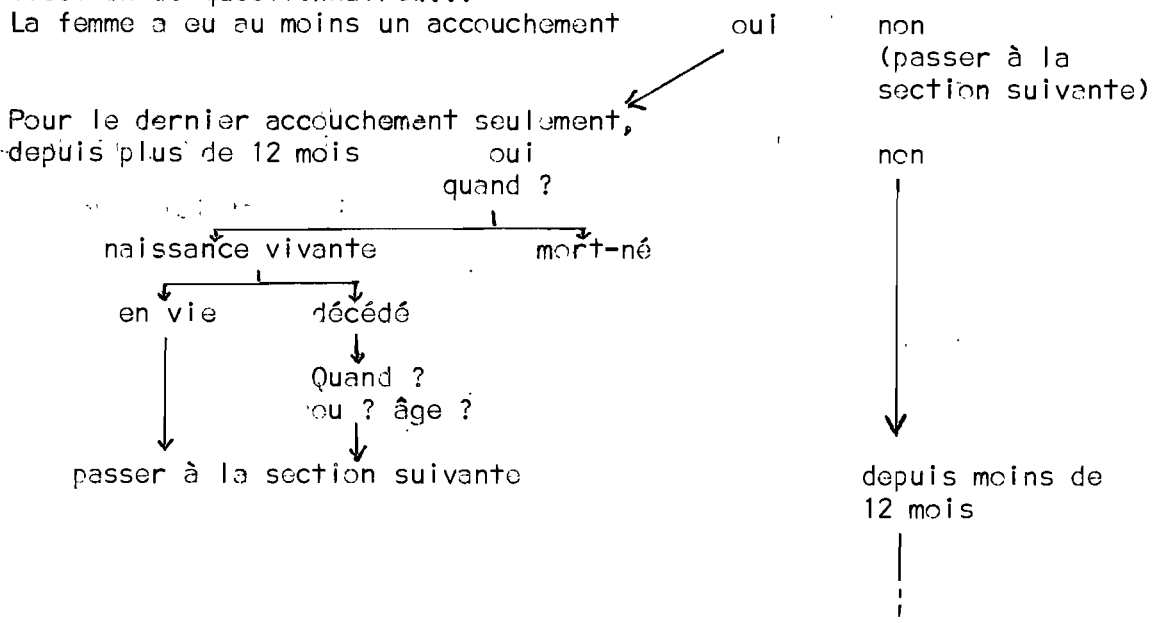 La femme a eu au moins un accouchement oui non
(passer à la
section suivante)
Pour le dernier accouchement seulement,
depuis plus de 12 mois oui non
quand ?
naissance vivante mort-né
en vie décédé
Quand ?
ou ? âge ?
passer à la section suivante
depuis moins de
12 mois